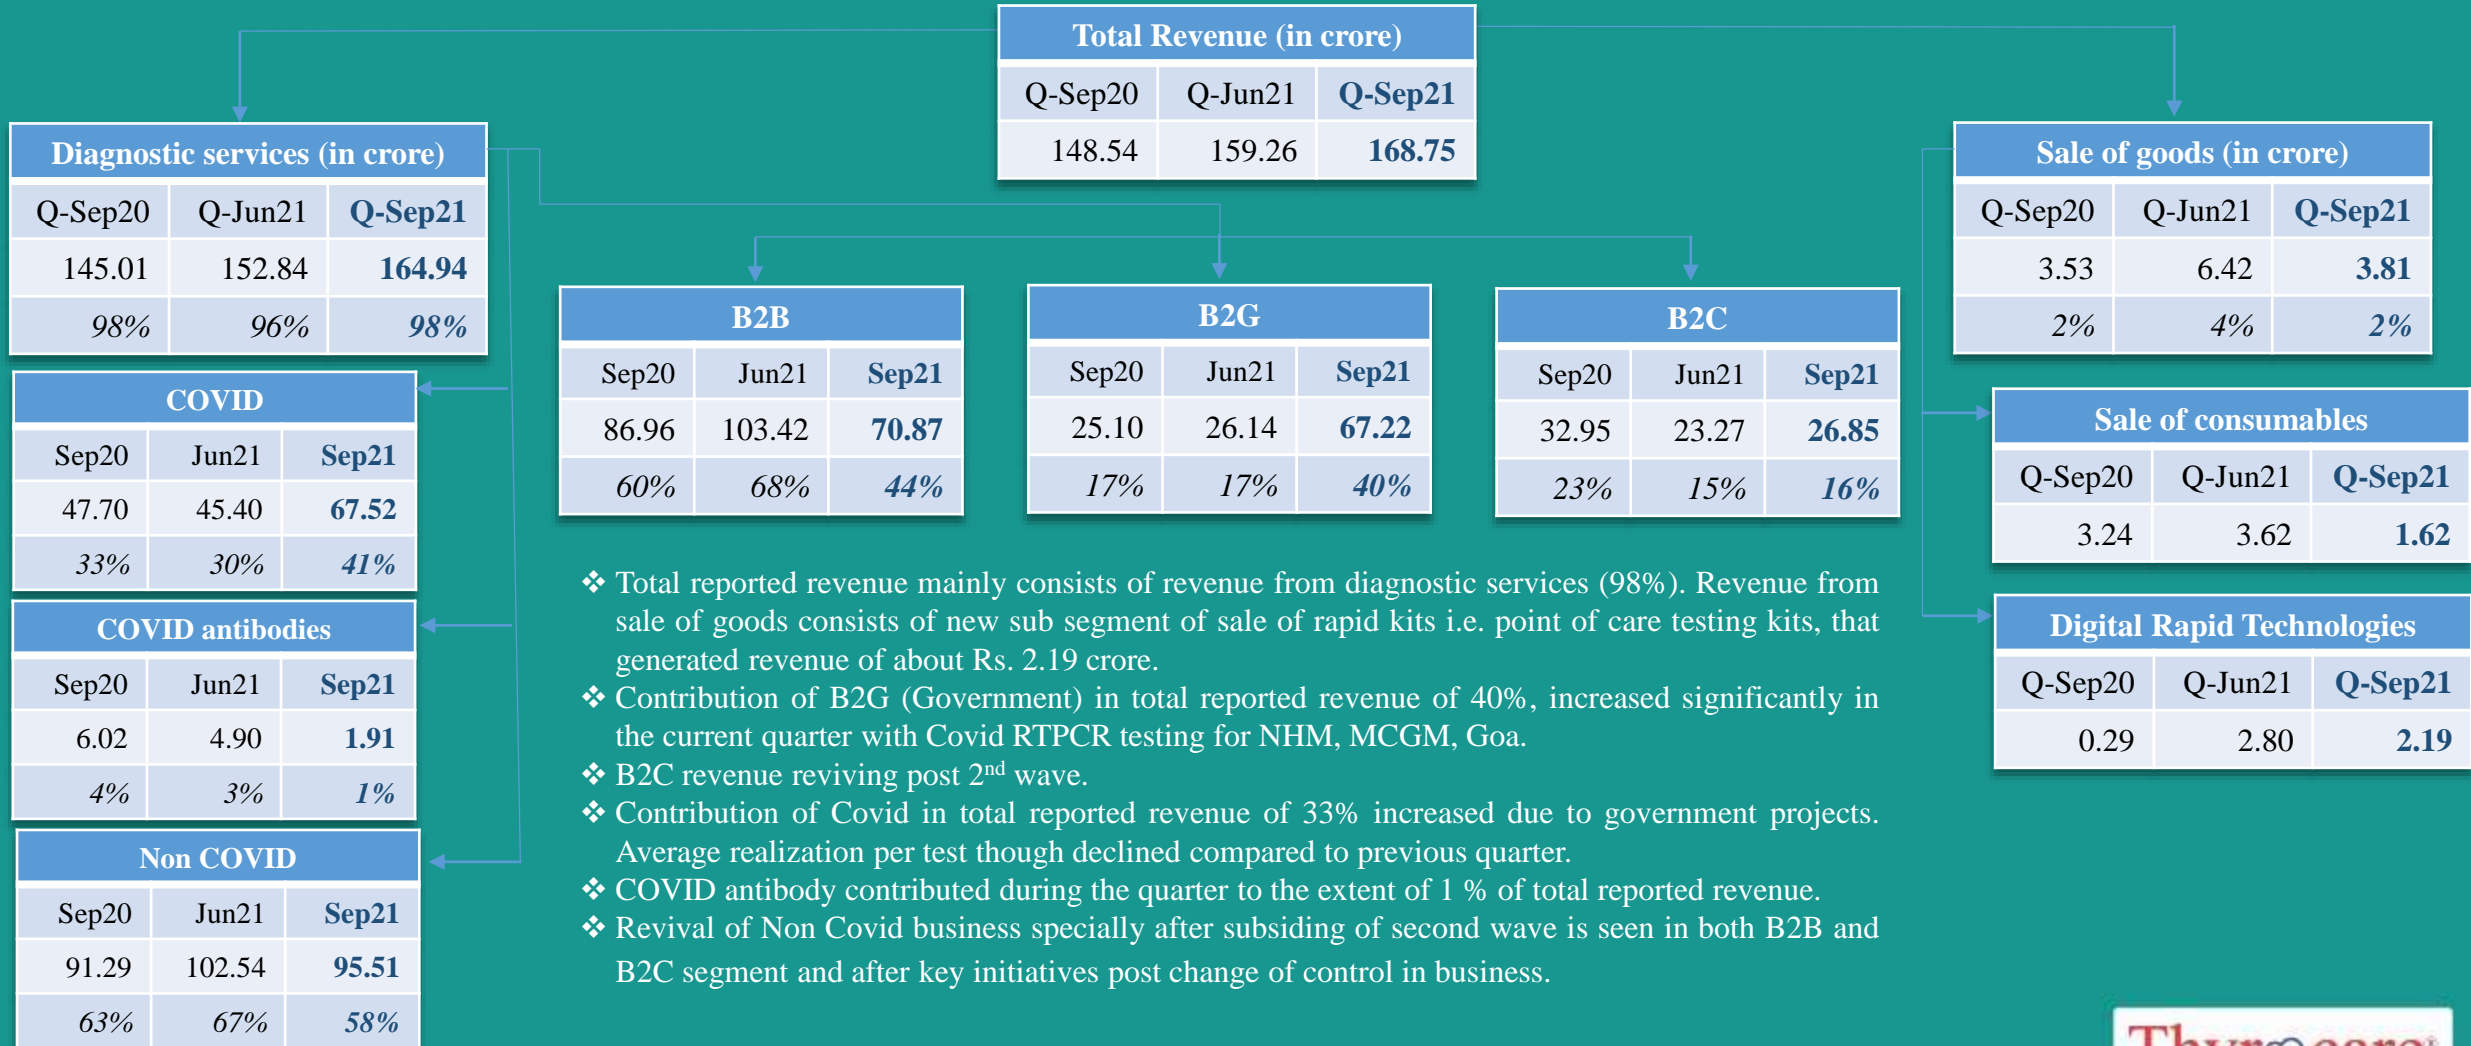 Total Revenue (in crore)
Q-Sep20 Q-Jun21 Q-Sep21
148.54 159.26 168.75
Diagnostic services (in crore)
Q-Sep20 Q-Jun21 Q-Sep21
145.01 152.84 164.94
98% 96% 98%
Sale of goods (in crore)
Q-Sep20 Q-Jun21 Q-Sep21
3.53 6.42 3.81
2% 4% 2%
B2B
Sep20 Jun21 Sep21
86.96 103.42 70.87
60% 68% 44%
B2G
Sep20 Jun21 Sep21
25.10 26.14 67.22
17% 17% 40%
B2C
Sep20 Jun21 Sep21
32.95 23.27 26.85
23% 15% 16%
COVID
Sep20 Jun21 Sep21
47.70 45.40 67.52
33% 30% 41%
COVID antibodies
Sep20 Jun21 Sep21
6.02 4.90 1.91
4% 3% 1%
Non COVID
Sep20 Jun21 Sep21
91.29 102.54 95.51
63% 67% 58%
Sale of consumables
Q-Sep20 Q-Jun21 Q-Sep21
3.24 3.62 1.62
Digital Rapid Technologies
Q-Sep20 Q-Jun21 Q-Sep21
0.29 2.80 2.19
❖ Total reported revenue mainly consists of revenue from diagnostic services (98%). Revenue from
sale of goods consists of new sub segment of sale of rapid kits i.e. point of care testing kits, that
generated revenue of about Rs. 2.19 crore.
❖ Contribution of B2G (Government) in total reported revenue of 40%, increased significantly in
the current quarter with Covid RTPCR testing for NHM, MCGM, Goa.
❖ B2C revenue reviving post 2nd wave.
❖ Contribution of Covid in total reported revenue of 33% increased due to government projects.
Average realization per test though declined compared to previous quarter.
❖ COVID antibody contributed during the quarter to the extent of 1 % of total reported revenue.
❖ Revival of Non Covid business specially after subsiding of second wave is seen in both B2B and
B2C segment and after key initiatives post change of control in business.
Thyrocare